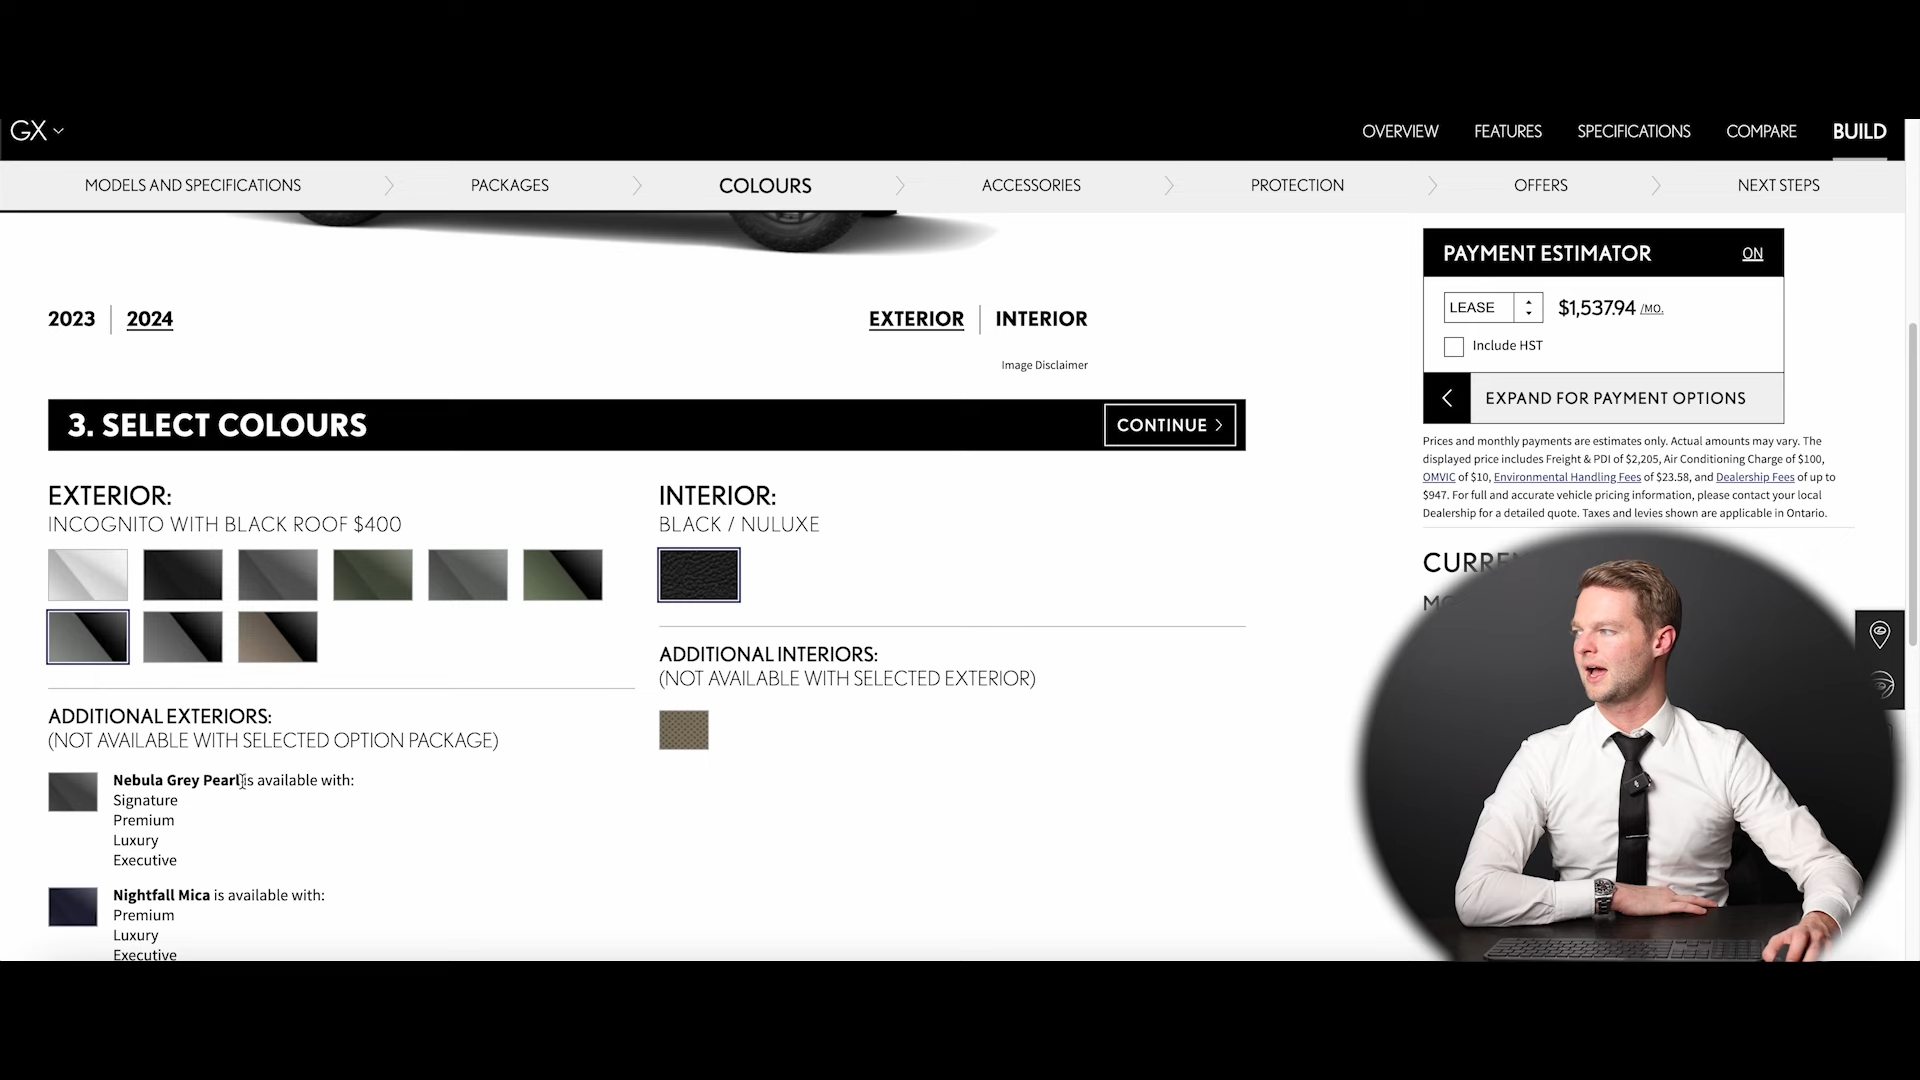 GX
OVERVIEW
FEATURES
SPECIFICATIONS
COMPARE
BUILD
MODELS AND SPECIFICATIONS
PACKAGES
COLOURS
ACCESSORIES
PROTECTION
OFFERS
NEXT STEPS
PAYMENT ESTIMATOR
ON
LEASE
$1,537.94 /MO.
Include HST
EXPAND FOR PAYMENT OPTIONS
Prices and monthly payments are estimates only. Actual amounts may vary. The
displayed price includes Freight & PDI of $2,205, Air Conditioning Charge of $100,
OMVIC of $10, Environmental Handling Fees of $23.58, and Dealership Fees of up to
$947. For full and accurate vehicle pricing information, please contact your local
Dealership for a detailed quote. Taxes and levies shown are applicable in Ontario.
2023
2024
EXTERIOR
INTERIOR
Image Disclaimer
3. SELECT COLOURS
CONTINUE
EXTERIOR:
INCOGNITO WITH BLACK ROOF $400
INTERIOR:
BLACK / NULUXE
ADDITIONAL INTERIORS:
(NOT AVAILABLE WITH SELECTED EXTERIOR)
ADDITIONAL EXTERIORS:
(NOT AVAILABLE WITH SELECTED OPTION PACKAGE)
Nebula Grey Pearl is available with:
Signature
Premium
Luxury
Executive
Nightfall Mica is available with:
Premium
Luxury
Executive